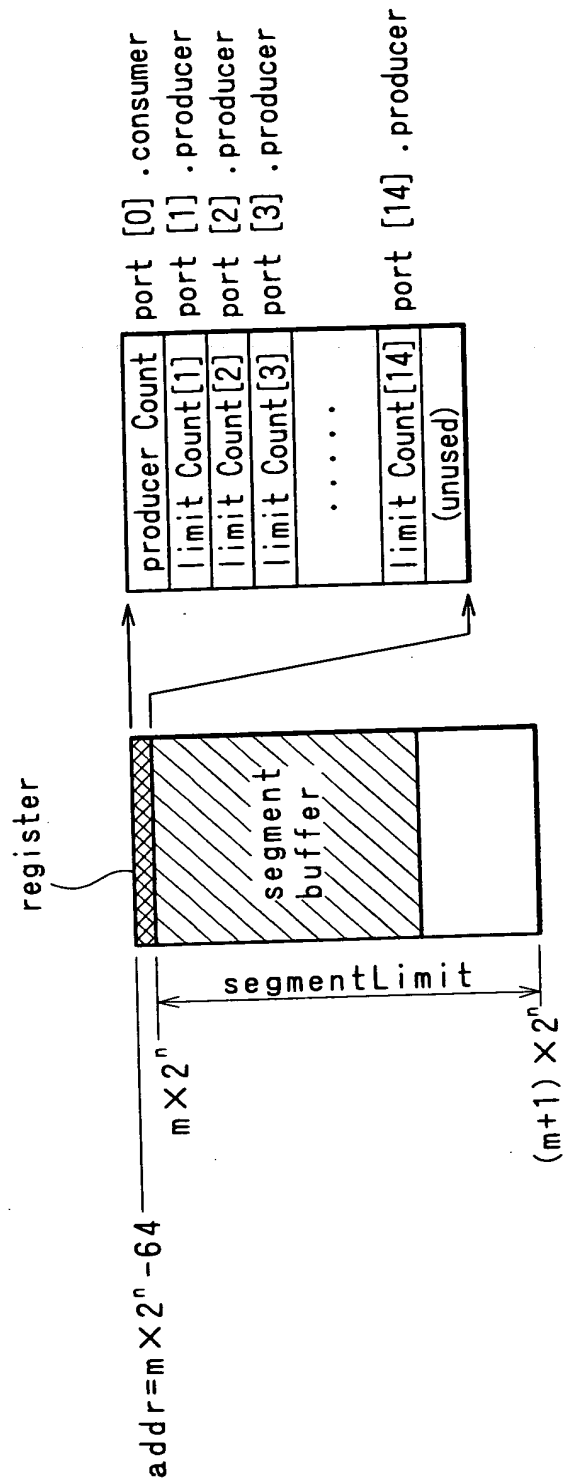 register
addr=m×2ⁿ-64
m×2ⁿ
segmentLimit
(m+1)×2ⁿ
segment
buffer
producer Count
limit Count[1]
limit Count[2]
limit Count[3]
......
limit Count[14]
(unused)
port [0] .consumer
port [1] .producer
port [2] .producer
port [3] .producer
port [14] .producer